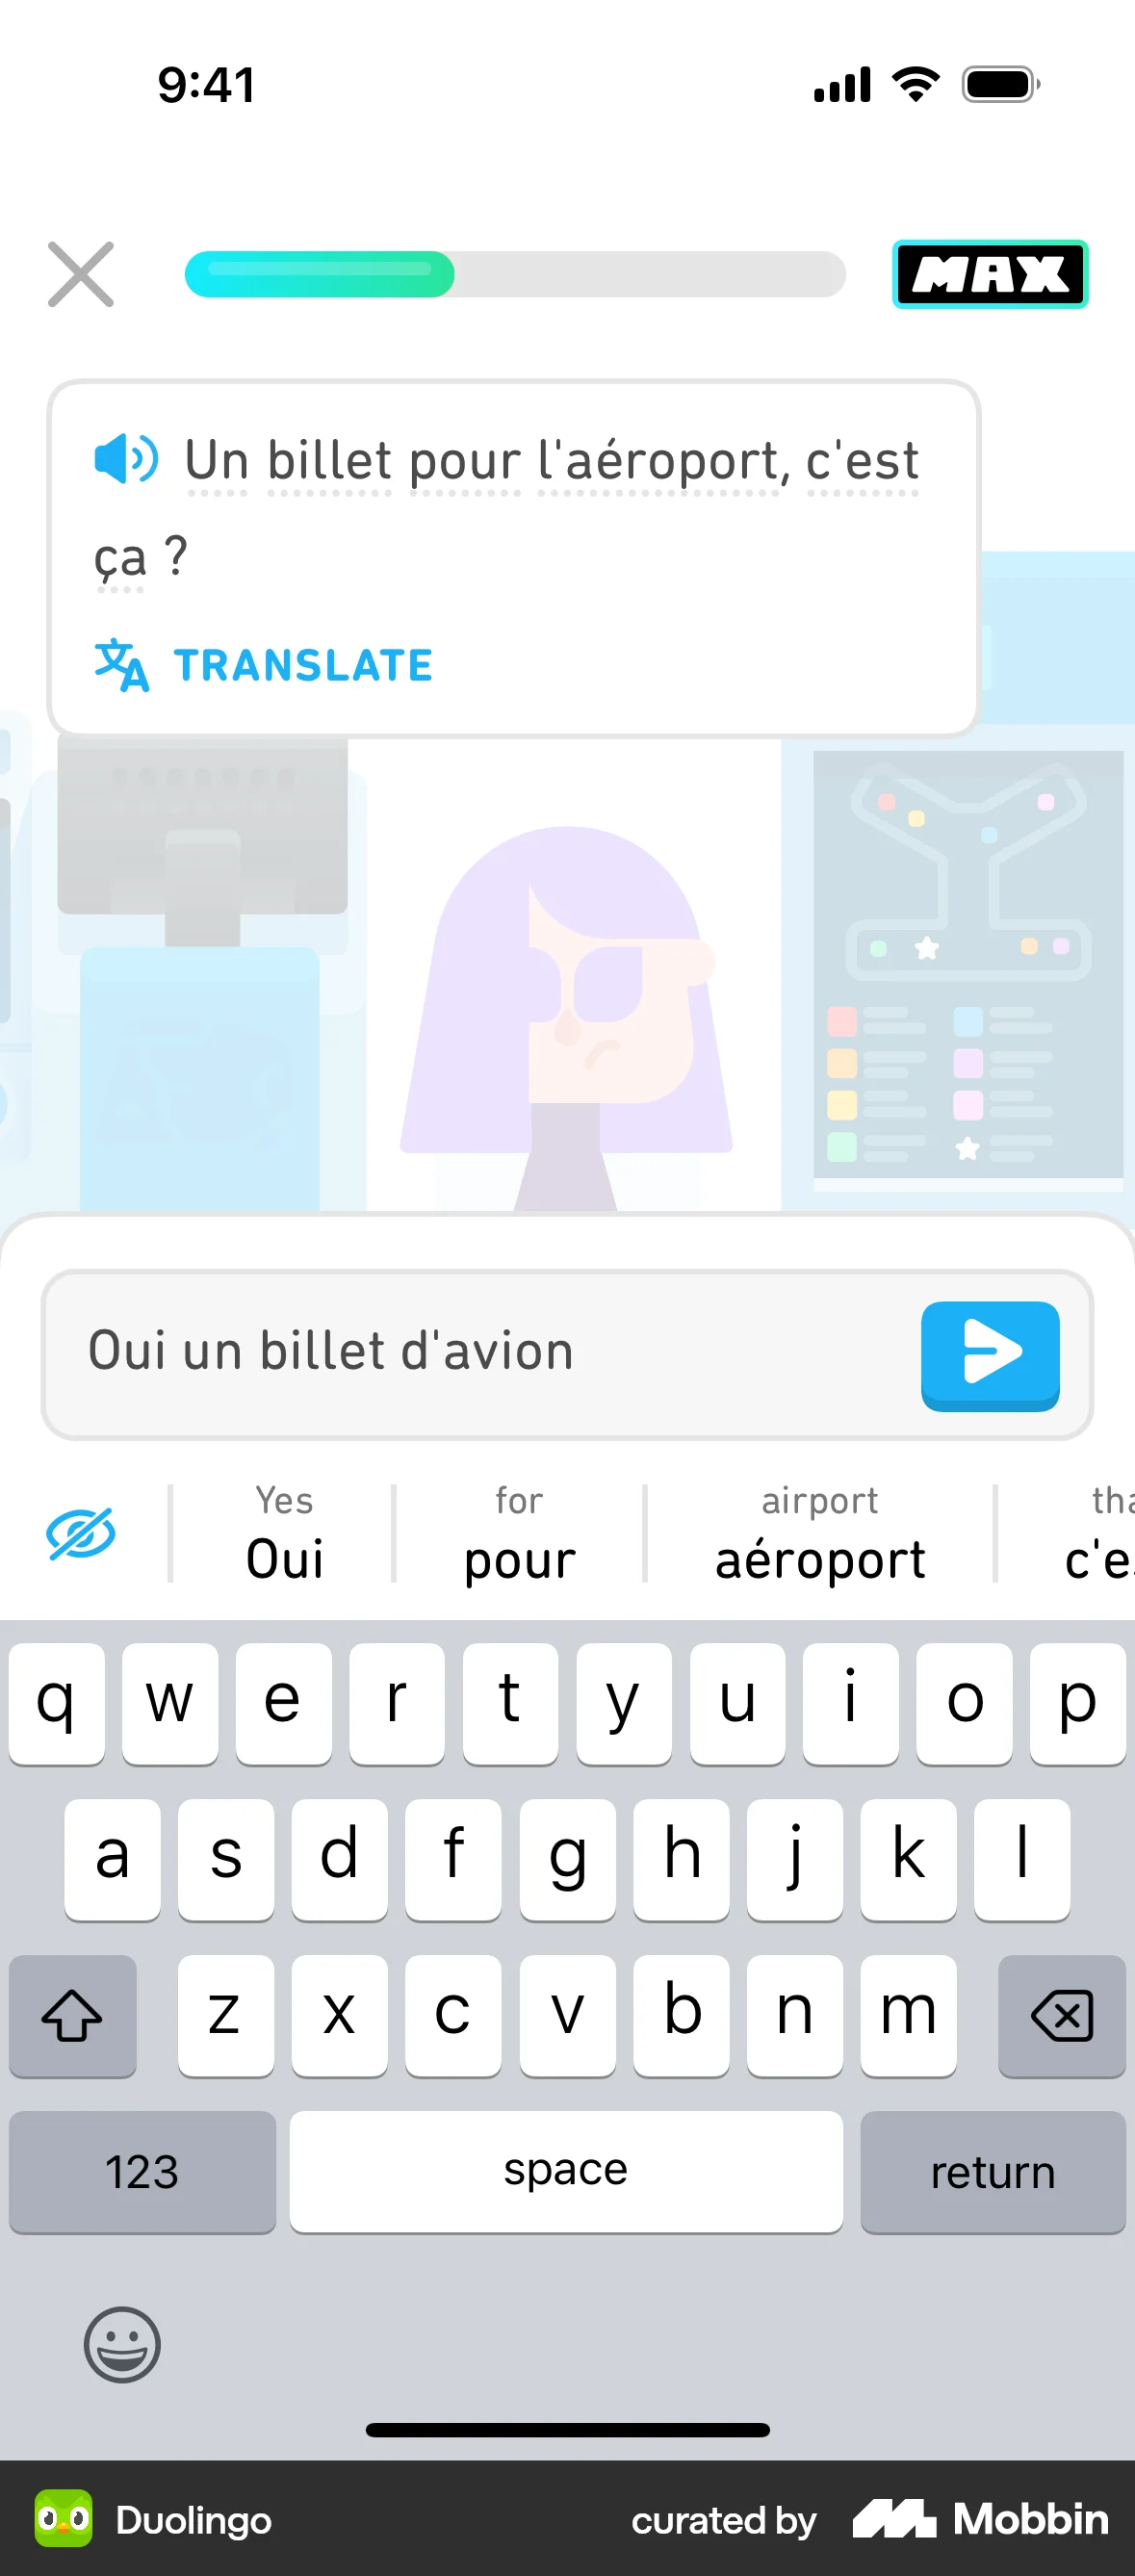 9:41
MAX
Un billet pour l'aéroport, c'est
ça ?
TRANSLATE
Oui un billet d'avion
Yes for airport
Oui pour aéroport
q w e r t y u i o p
a s d f g h j k l
z x c v b n m
123 space return
Duolingo curated by Mobbin